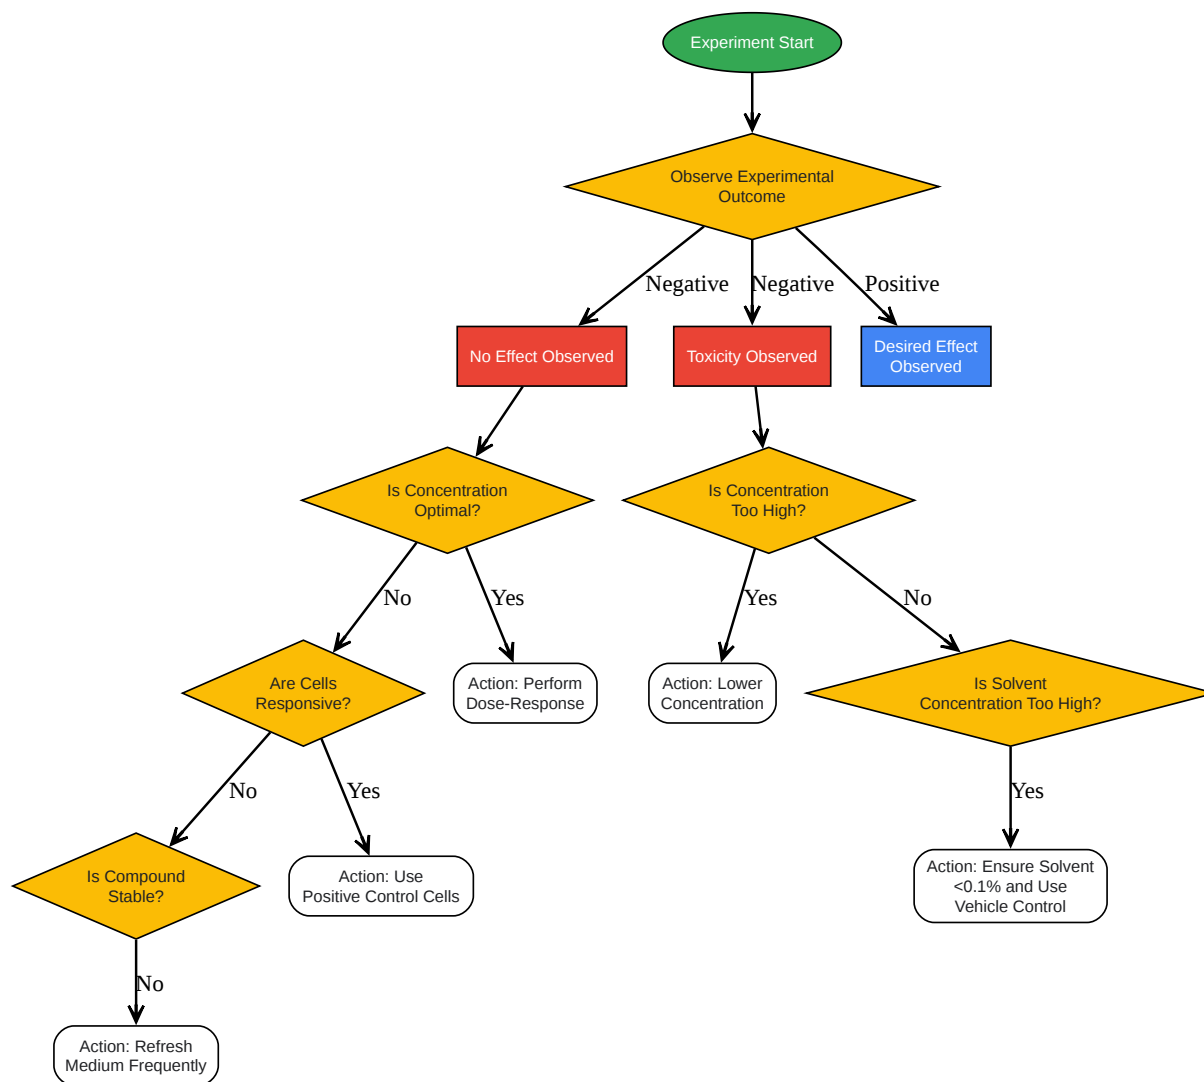 Experiment Start
Observe Experimental
Outcome
Negative
Negative
Positive
No Effect Observed
Toxicity Observed
Desired Effect
Observed
Is Concentration
Optimal?
Is Concentration
Too High?
No
Yes
Yes
No
Are Cells
Responsive?
Action: Perform
Dose-Response
Action: Lower
Concentration
Is Solvent
Concentration Too High?
No
Yes
Yes
Is Compound
Stable?
Action: Use
Positive Control Cells
Action: Ensure Solvent
<0.1% and Use
Vehicle Control
No
Action: Refresh
Medium Frequently